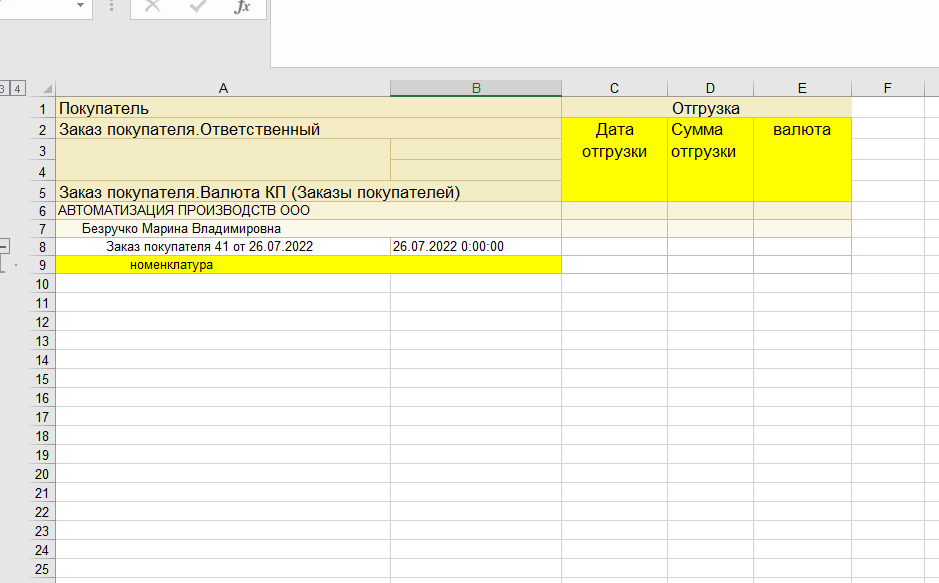 fx
3 4
A B C D E F
1 Покупатель Отгрузка
2 Заказ покупателя.Ответственный Дата Сумма валюта
3 отгрузки отгрузки
4
5 Заказ покупателя.Валюта КП (Заказы покупателей)
6 АВТОМАТИЗАЦИЯ ПРОИЗВОДСТВ ООО
7 Безручко Марина Владимировна
8 Заказ покупателя 41 от 26.07.2022 26.07.2022 0:00:00
9 номенклатура
10
11
12
13
14
15
16
17
18
19
20
21
22
23
24
25